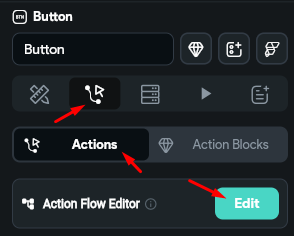 BTN Button
Button
Actions
Action Blocks
Action Flow Editor
Edit